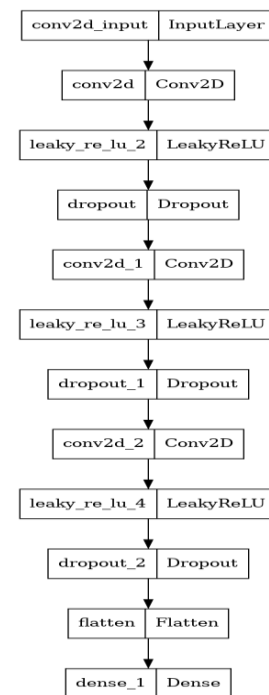 conv2d_input InputLayer
conv2d Conv2D
leaky_re_lu_2 LeakyReLU
dropout Dropout
conv2d_1 Conv2D
leaky_re_lu_3 LeakyReLU
dropout_1 Dropout
conv2d_2 Conv2D
leaky_re_lu_4 LeakyReLU
dropout_2 Dropout
flatten Flatten
dense_1 Dense